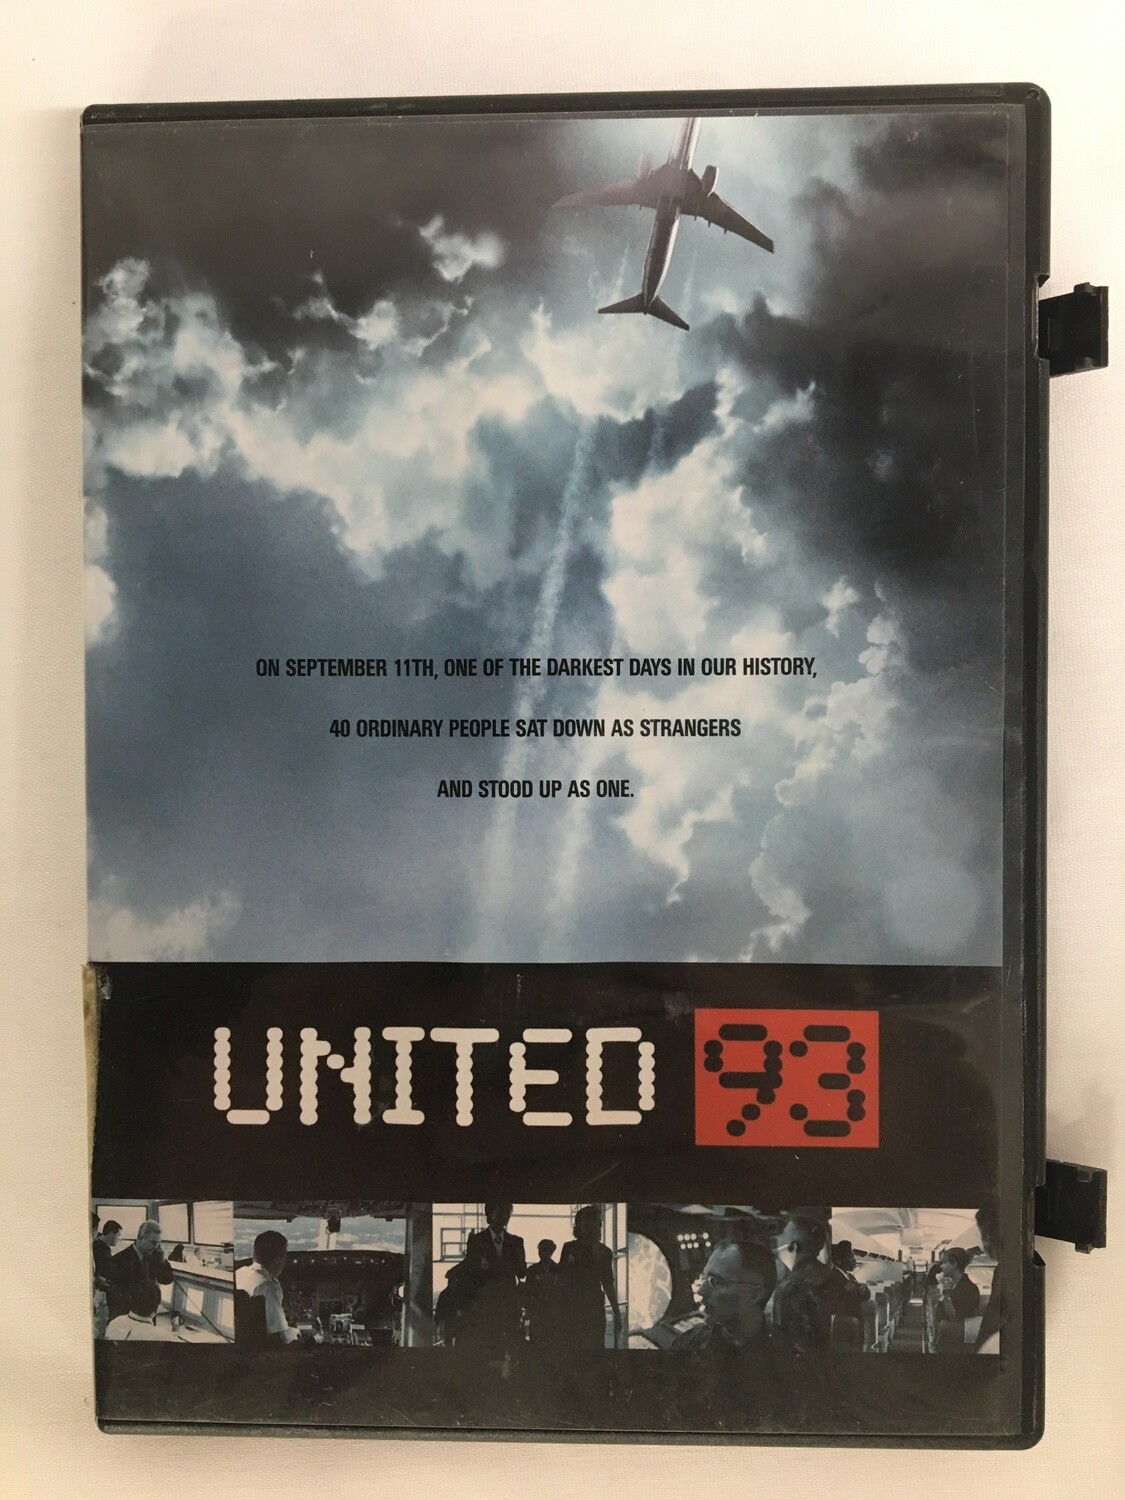 ON SEPTEMBER 11TH, ONE OF THE DARKEST DAYS IN OUR HISTORY,
40 ORDINARY PEOPLE SAT DOWN AS STRANGERS
AND STOOD UP AS ONE.
UNITED 93